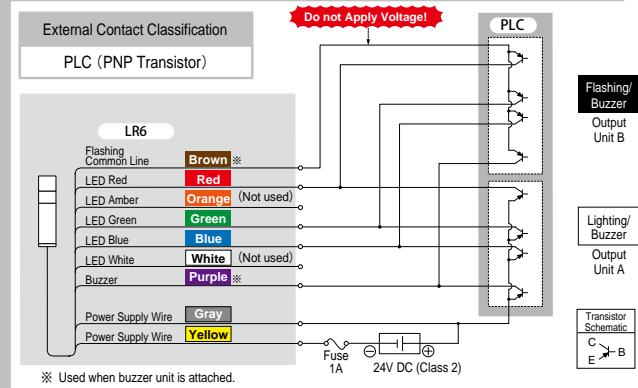 External Contact Classification
PLC (PNP Transistor)
Do not Apply Voltage!
PLC
LR6
Flashing
Common Line
Brown ※
LED Red
Red
LED Amber
Orange (Not used)
LED Green
Green
LED Blue
Blue
LED White
White (Not used)
Buzzer
Purple ※
Power Supply Wire
Gray
Power Supply Wire
Yellow
Fuse
1A
⊖ ⊕
24V DC (Class 2)
※ Used when buzzer unit is attached.
Flashing/
Buzzer
Output
Unit B
Lighting/
Buzzer
Output
Unit A
Transistor
Schematic
C
B
E